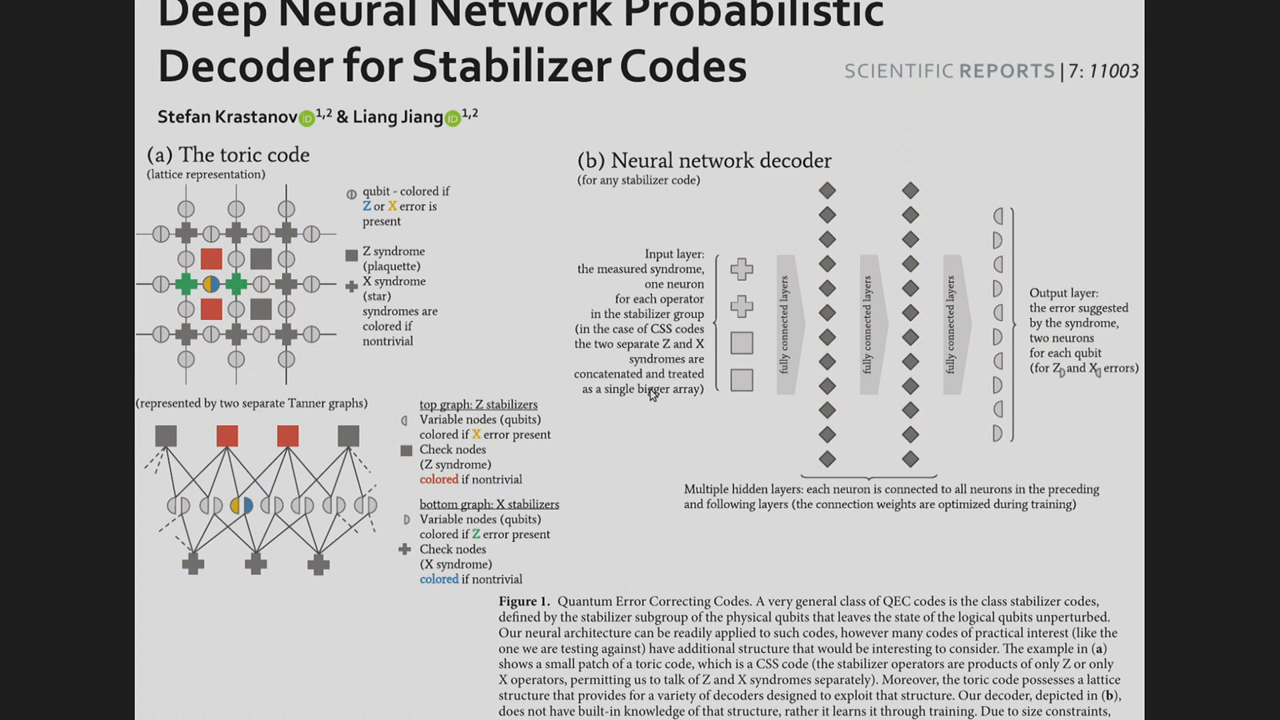 Deep Neural Network Probabilistic
Decoder for Stabilizer Codes
SCIENTIFIC REPORTS | 7: 11003
Stefan Krastanov iD 1,2 & Liang Jiang iD 1,2
(a) The toric code
(lattice representation)
qubit - colored if
Z or X error is
present
Z syndrome
(plaquette)
X syndrome
(star)
syndromes are
colored if
nontrivial
(represented by two separate Tanner graphs)
top graph: Z stabilizers
Variable nodes (qubits)
colored if X error present
Check nodes
(Z syndrome)
colored if nontrivial
bottom graph: X stabilizers
Variable nodes (qubits)
colored if Z error present
Check nodes
(X syndrome)
colored if nontrivial
(b) Neural network decoder
(for any stabilizer code)
Input layer:
the measured syndrome,
one neuron
for each operator
in the stabilizer group
(in the case of CSS codes
the two separate Z and X
syndromes are
concatenated and treated
as a single bigger array)
fully connected layers
fully connected layers
fully connected layers
Output layer:
the error suggested
by the syndrome,
two neurons
for each qubit
(for Z and X errors)
Multiple hidden layers: each neuron is connected to all neurons in the preceding
and following layers (the connection weights are optimized during training)
Figure 1. Quantum Error Correcting Codes. A very general class of QEC codes is the class stabilizer codes,
defined by the stabilizer subgroup of the physical qubits that leaves the state of the logical qubits unperturbed.
Our neural architecture can be readily applied to such codes, however many codes of practical interest (like the
one we are testing against) have additional structure that would be interesting to consider. The example in (a)
shows a small patch of a toric code, which is a CSS code (the stabilizer operators are products of only Z or only
X operators, permitting us to talk of Z and X syndromes separately). Moreover, the toric code possesses a lattice
structure that provides for a variety of decoders designed to exploit that structure. Our decoder, depicted in (b),
does not have built-in knowledge of that structure, rather it learns it through training. Due to size constraints,